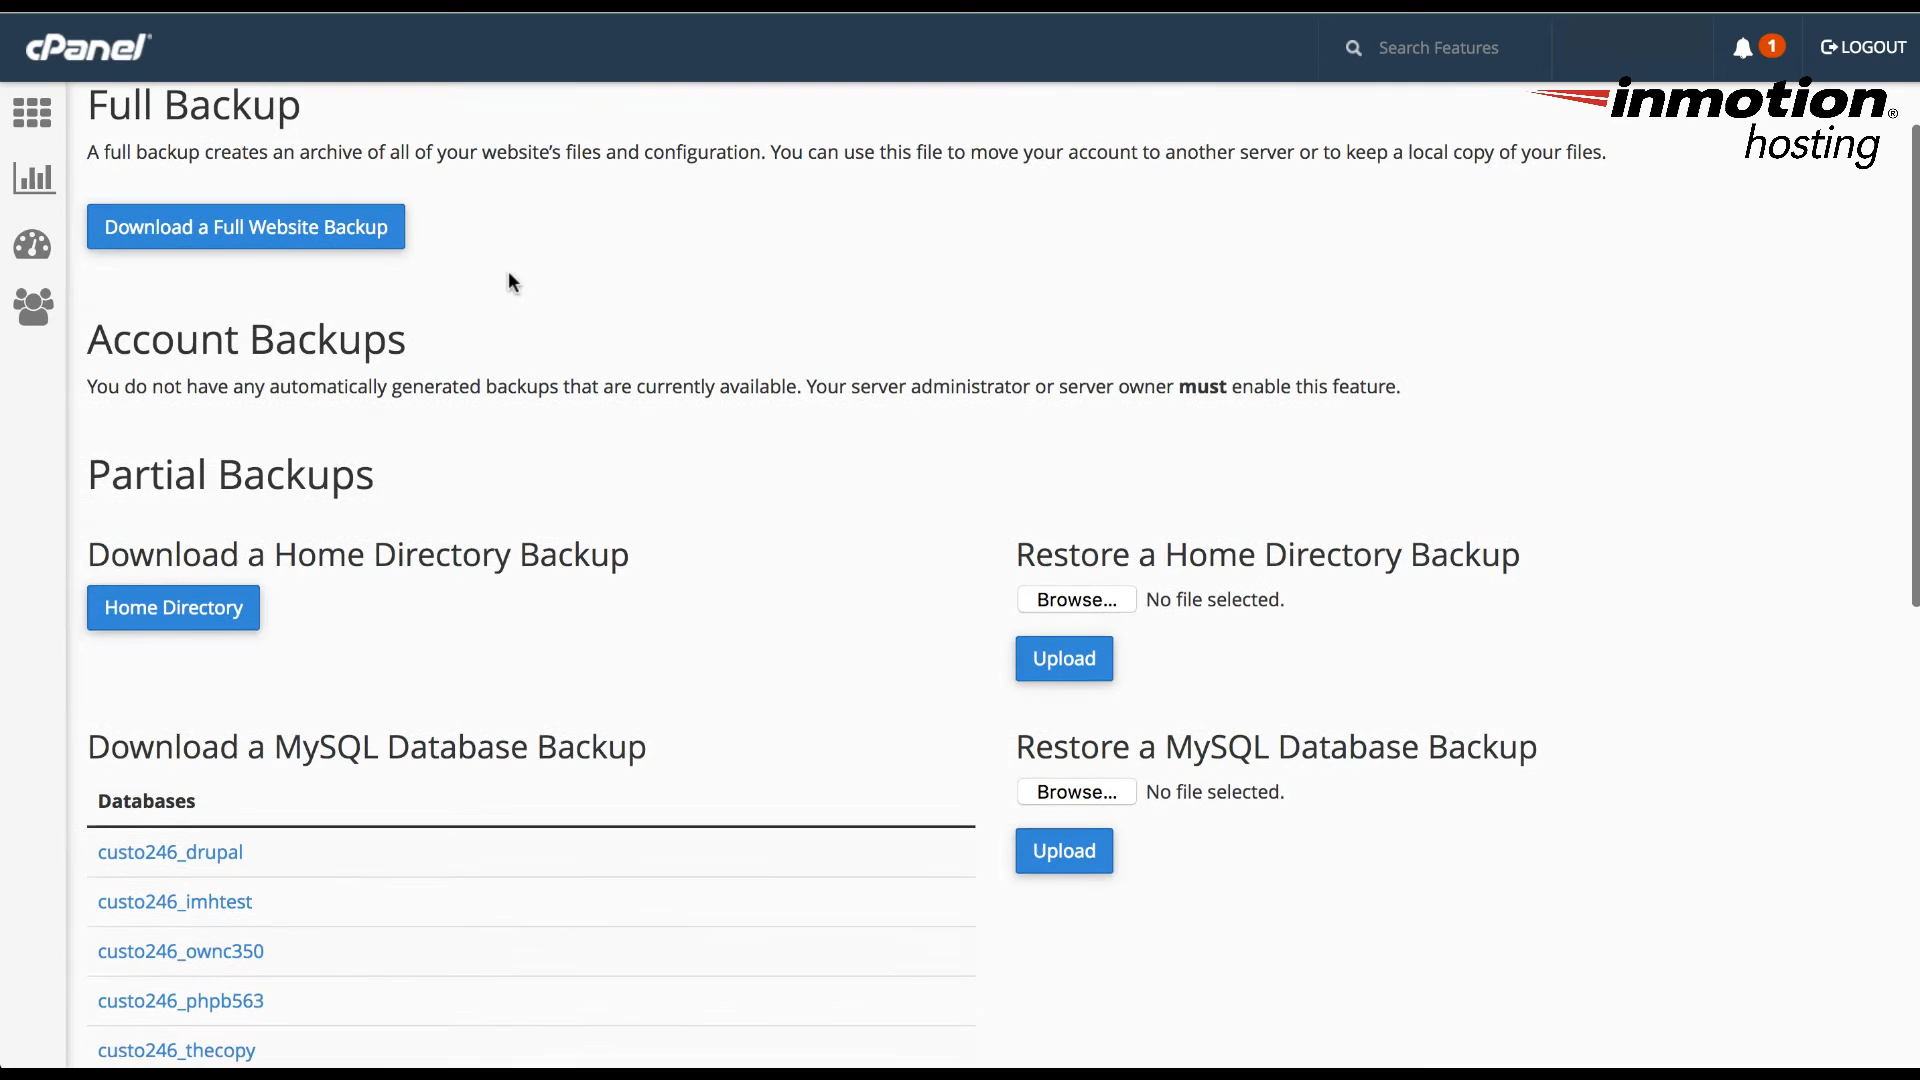 cPanel
Search Features
1
LOGOUT
inmotion®
hosting
Full Backup
A full backup creates an archive of all of your website's files and configuration. You can use this file to move your account to another server or to keep a local copy of your files.
Download a Full Website Backup
Account Backups
You do not have any automatically generated backups that are currently available. Your server administrator or server owner must enable this feature.
Partial Backups
Download a Home Directory Backup
Home Directory
Restore a Home Directory Backup
Browse... No file selected.
Upload
Download a MySQL Database Backup
Databases
custo246_drupal
custo246_imhtest
custo246_ownc350
custo246_phpb563
custo246_thecopy
Restore a MySQL Database Backup
Browse... No file selected.
Upload